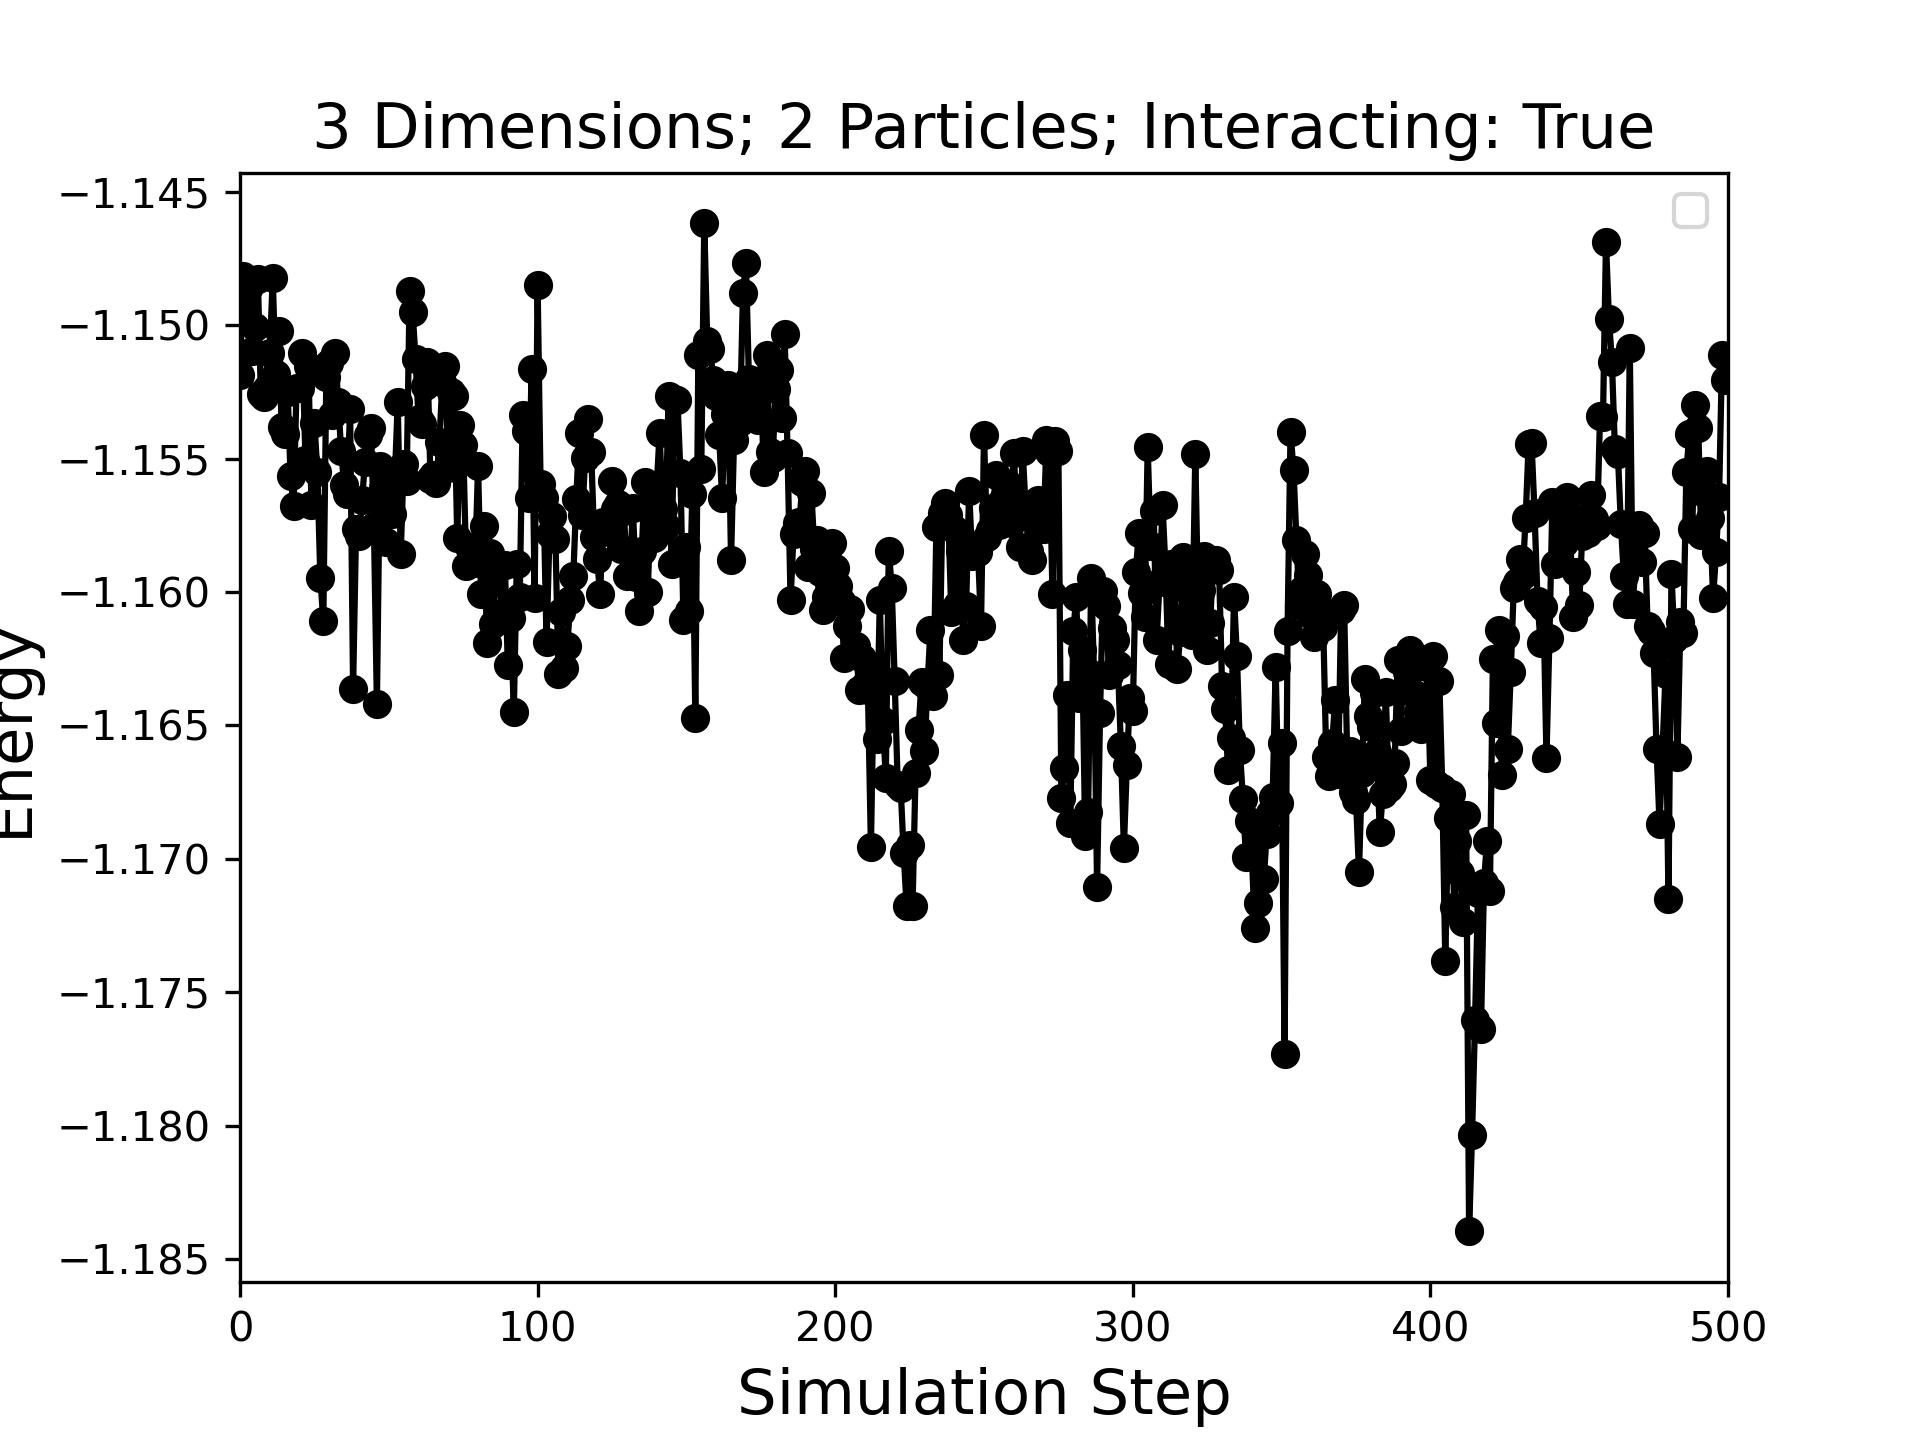 3 Dimensions; 2 Particles; Interacting: True
−1.145
−1.150
−1.155
−1.160
−1.165
−1.170
−1.175
−1.180
−1.185
Energy
0 100 200 300 400 500
Simulation Step